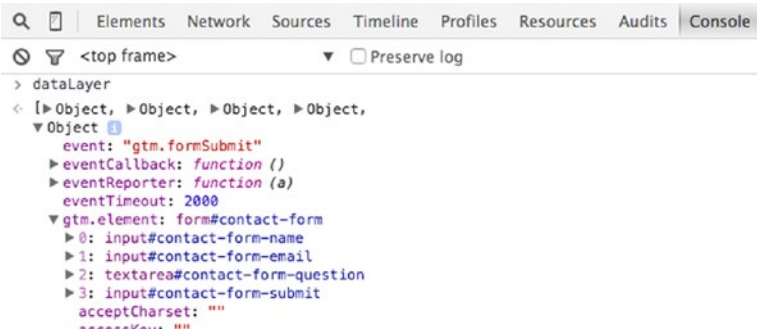 Elements Network Sources Timeline Profiles Resources Audits Console
<top frame> ▼ Preserve log
> dataLayer
< [▶Object, ▶Object, ▶Object, ▶Object,
▼Object i
event: "gtm.formSubmit"
▶eventCallback: function ()
▶eventReporter: function (a)
eventTimeout: 2000
▼gtm.element: form#contact-form
▶0: input#contact-form-name
▶1: input#contact-form-email
▶2: textarea#contact-form-question
▶3: input#contact-form-submit
acceptCharset: ""
accessKey: ""